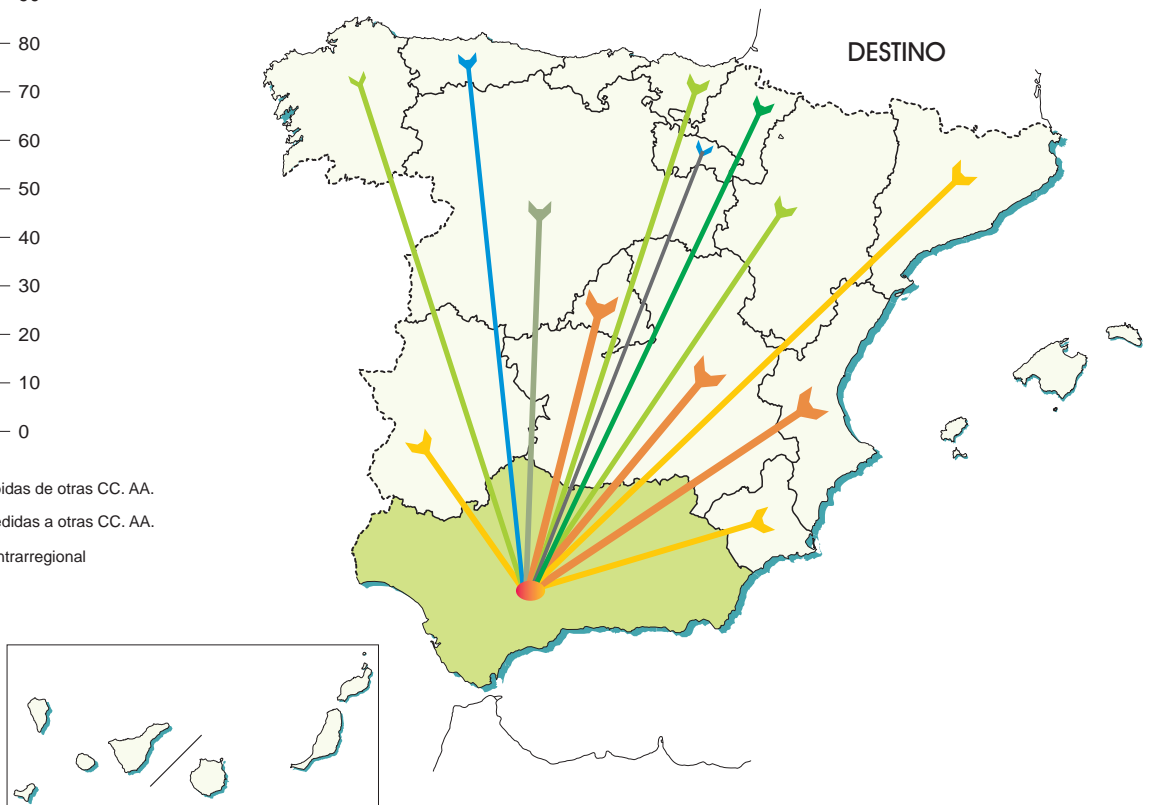 DESTINO
80
70
60
50
40
30
20
10
0
idas de otras CC. AA.
edidas a otras CC. AA.
ntrarregional